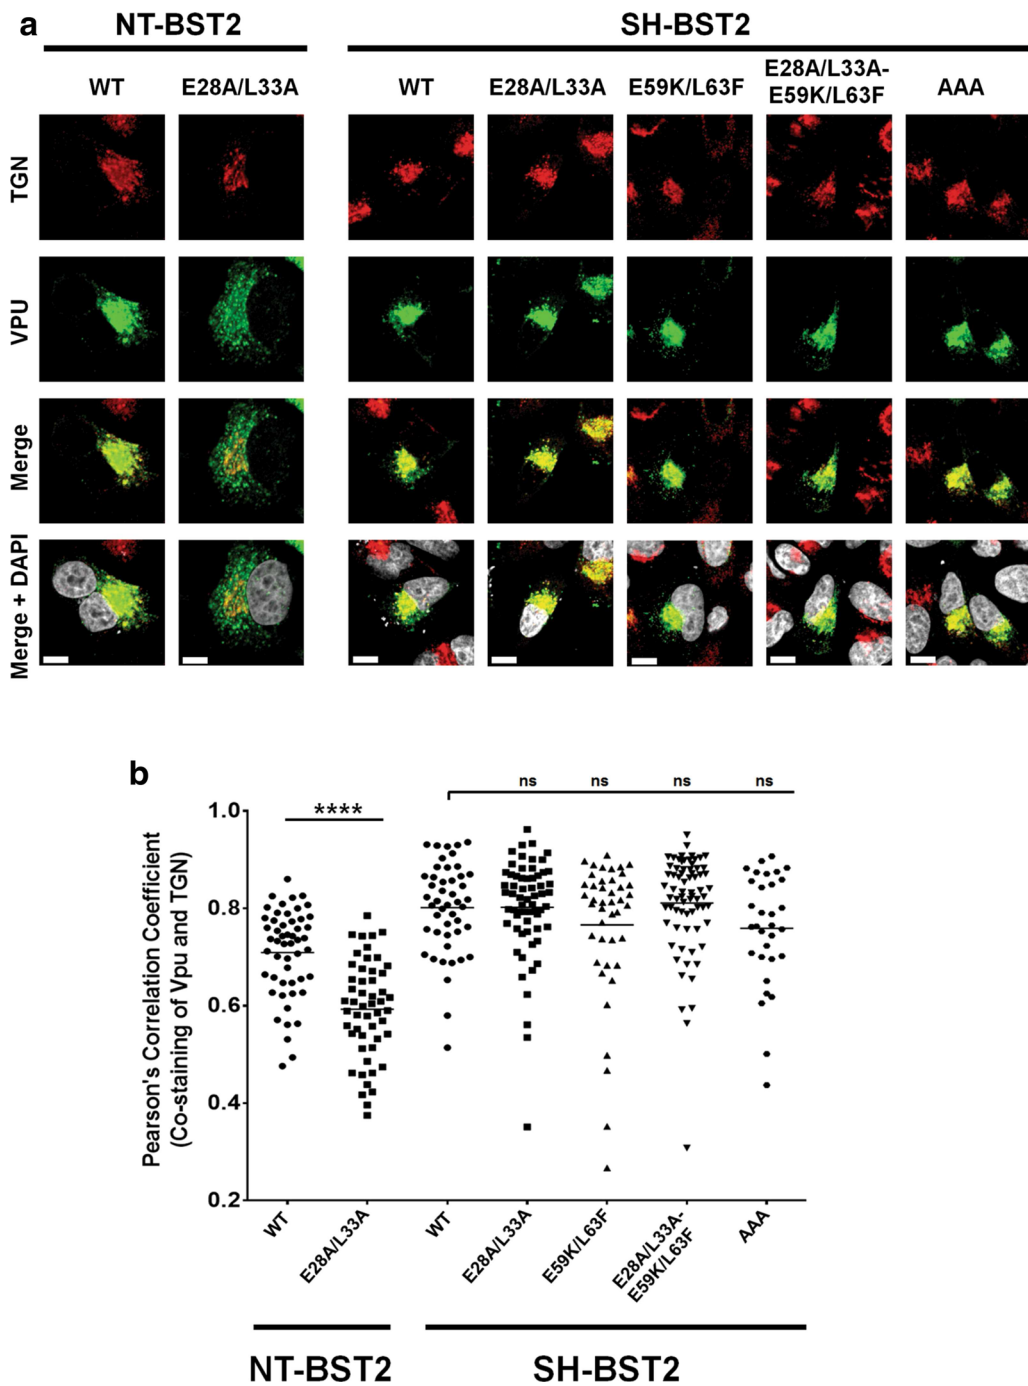 a
NT-BST2
SH-BST2
WT
E28A/L33A
WT
E28A/L33A
E59K/L63F
E28A/L33A-
E59K/L63F
AAA
TGN
VPU
Merge
Merge + DAPI
b
ns
ns
ns
ns
****
Pearson's Correlation Coefficient
(Co-staining of Vpu and TGN)
1.0
0.8
0.6
0.4
0.2
WT
E28A/L33A
WT
E28A/L33A
E59K/L63F
E28A/L33A-
E59K/L63F
AAA
NT-BST2
SH-BST2